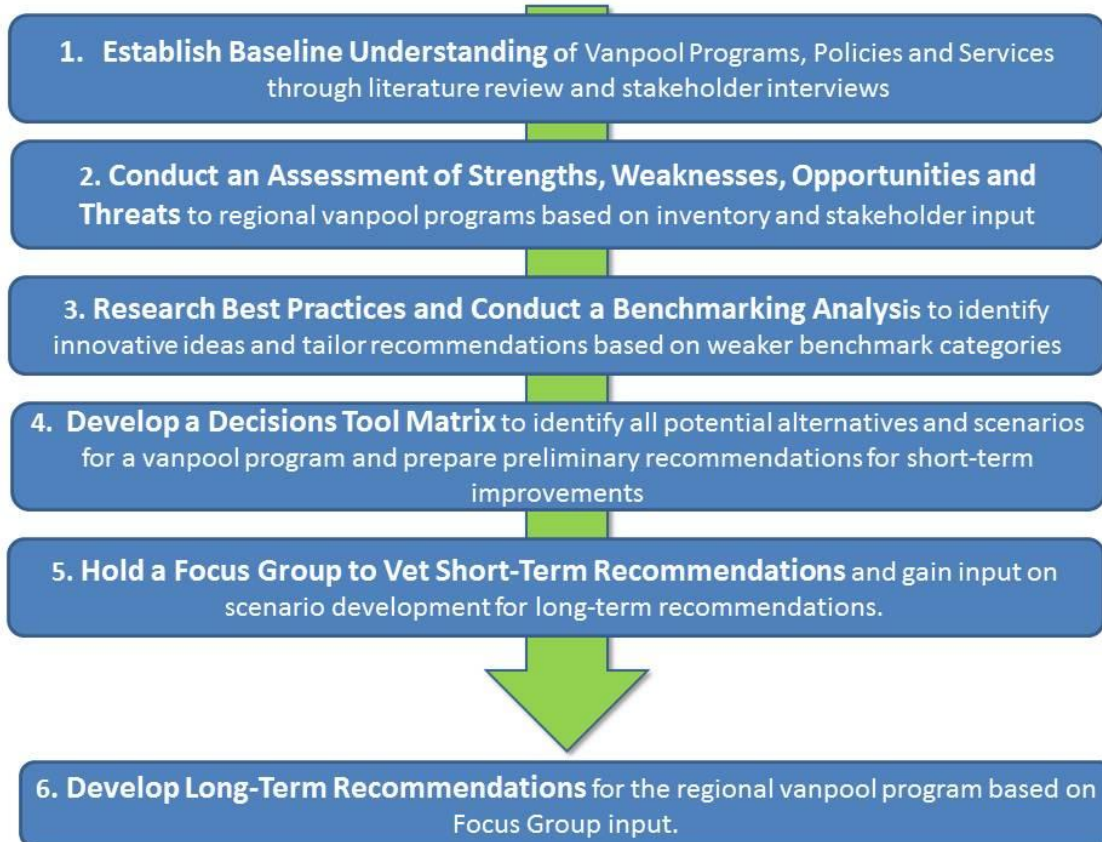 1. Establish Baseline Understanding of Vanpool Programs, Policies and Services
through literature review and stakeholder interviews
2. Conduct an Assessment of Strengths, Weaknesses, Opportunities and
Threats to regional vanpool programs based on inventory and stakeholder input
3. Research Best Practices and Conduct a Benchmarking Analysis to identify
innovative ideas and tailor recommendations based on weaker benchmark categories
4. Develop a Decisions Tool Matrix to identify all potential alternatives and scenarios
for a vanpool program and prepare preliminary recommendations for short-term
improvements
5. Hold a Focus Group to Vet Short-Term Recommendations and gain input on
scenario development for long-term recommendations.
6. Develop Long-Term Recommendations for the regional vanpool program based on
Focus Group input.